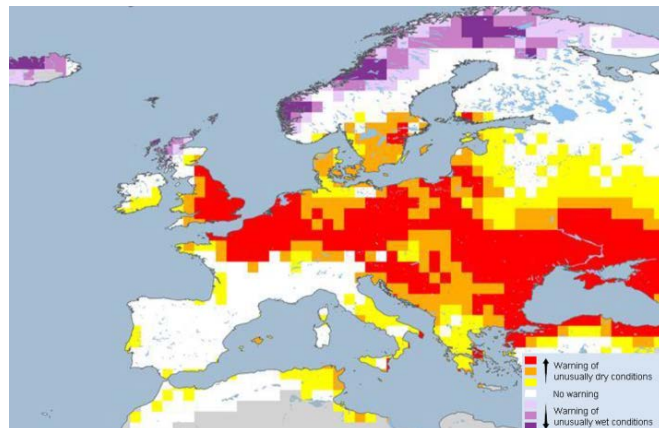 Warning of
unusually dry conditions
No warning
Warning of
unusually wet conditions